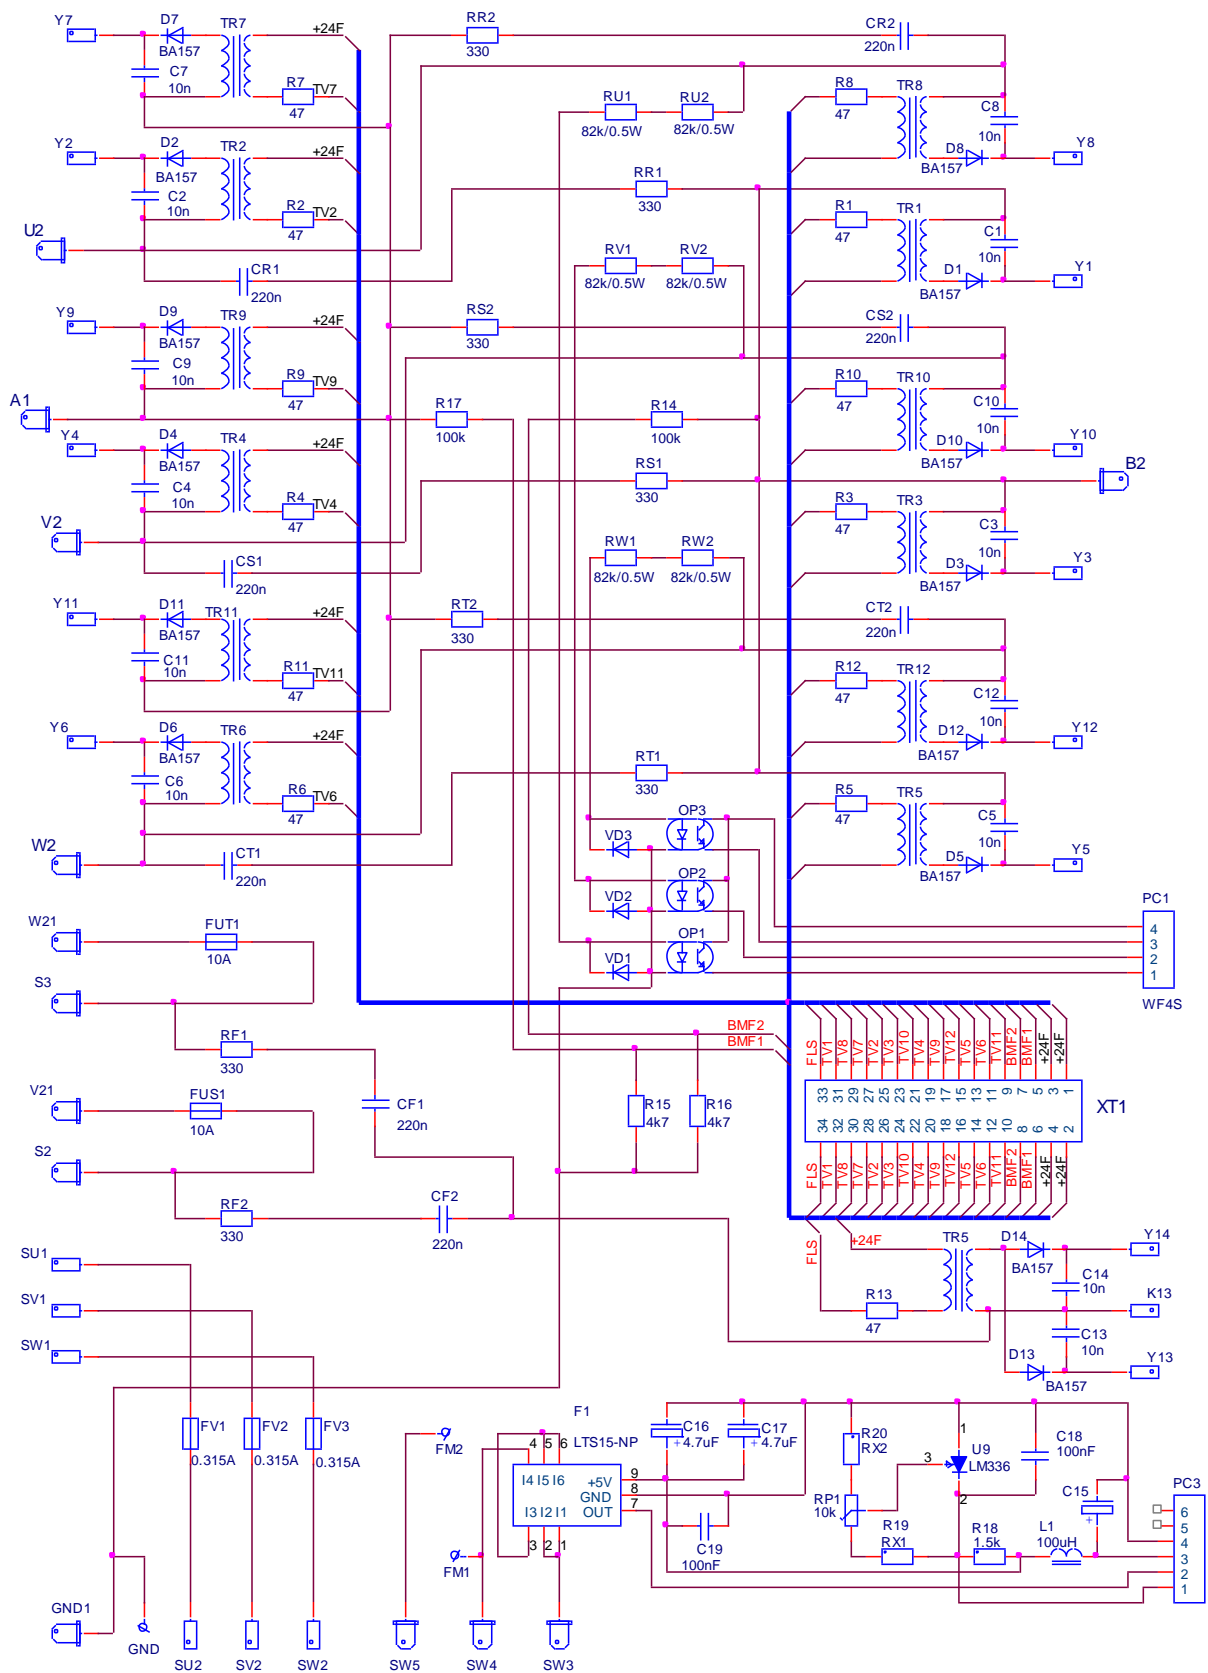 Y7 D7 TR7 +24F RR2 CR2
BA157 330 220n
C7
10n
R7 TV7
47
RU1 RU2
82k/0.5W 82k/0.5W
R8 TR8 C8
47 10n
D8 Y8
BA157
Y2 D2 TR2 +24F
BA157
C2
10n
R2 TV2
47
U2
RR1
330
R1 TR1 C1
47 10n
D1 Y1
BA157
RV1 RV2
82k/0.5W 82k/0.5W
CR1
220n
Y9 D9 TR9 +24F RS2 CS2
BA157 330 220n
C9
10n
R9 TV9
47
A1
R10 TR10 C10
47 10n
D10 Y10
BA157
R17 R14
100k 100k
Y4 D4 TR4 +24F
BA157
C4
10n
R4 TV4
47
V2
RS1 B2
330
R3 TR3 C3
47 10n
D3 Y3
BA157
RW1 RW2
82k/0.5W 82k/0.5W
CS1
220n
Y11 D11 TR11 +24F RT2 CT2
BA157 330 220n
C11
10n
R11 TV11
47
R12 TR12 C12
47 10n
D12 Y12
BA157
Y6 D6 TR6 +24F
BA157
C6
10n
R6 TV6
47
W2
RT1
330
R5 TR5 C5
47 10n
D5 Y5
BA157
CT1
220n
OP3
VD3
OP2
VD2
OP1
VD1
PC1
4
3
2
1
WF4S
W21 FUT1
10A
S3
RF1
330
V21 FUS1
10A
S2
RF2
330
CF1
220n
CF2
220n
BMF2
BMF1
R15 R16
4k7 4k7
FLS TV1 TV8 TV7 TV2 TV3 TV10 TV4 TV9 TV12 TV5 TV6 TV11 BMF2 BMF1 +24F +24F
33 31 29 27 25 23 21 19 17 15 13 11 9 7 5 3 1
34 32 30 28 26 24 22 20 18 16 14 12 10 8 6 4 2
XT1
FLS TV1 TV8 TV7 TV2 TV3 TV10 TV4 TV9 TV12 TV5 TV6 TV11 BMF2 BMF1 +24F +24F
FLS +24F TR5 D14 Y14
BA157
C14
10n
R13 K13
47
C13
10n
D13 Y13
BA157
SU1
SV1
SW1
FV1 FV2 FV3
0.315A 0.315A 0.315A
FM2
F1
LTS15-NP
4 5 6
I4 I5 I6 +5V 9
GND 8
I3 I2 I1 OUT 7
3 2 1
FM1
C16 C17
+ 4.7uF + 4.7uF
C19
100nF
R20
RX2
RP1
10k
R19
RX1
1
U9
3 LM336
2
C18
100nF
R18
1.5k
L1
100uH
C15
+
PC3
6
5
4
3
2
1
GND1
GND
SU2 SV2 SW2 SW5 SW4 SW3